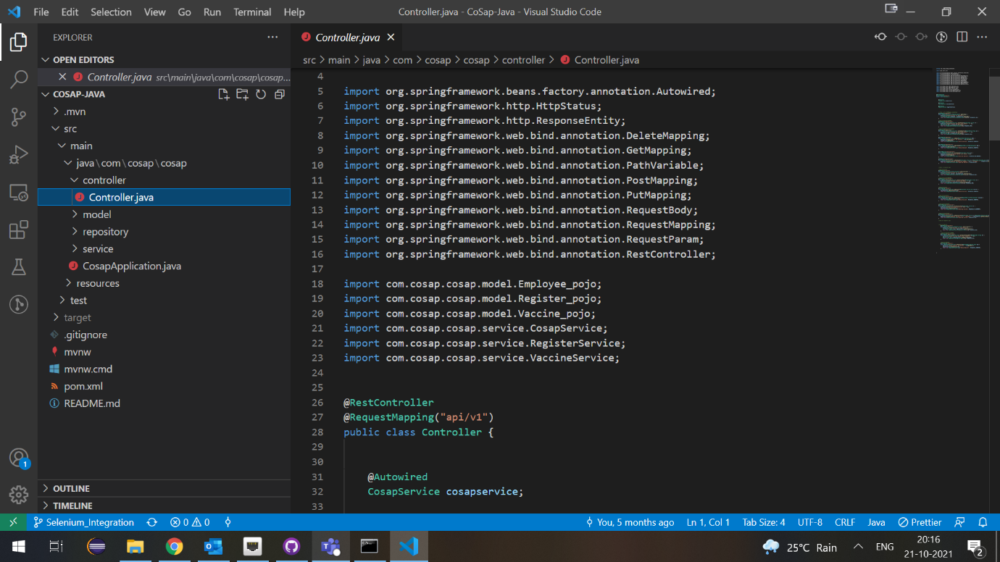 File Edit Selection View Go Run Terminal Help
Controller.java - CoSap-Java - Visual Studio Code
EXPLORER
OPEN EDITORS
Controller.java src\main\java\com\cosap\cosap...
COSAP-JAVA
.mvn
src
main
java\com\cosap\cosap
controller
Controller.java
model
repository
service
CosapApplication.java
resources
test
target
.gitignore
mvnw
mvnw.cmd
pom.xml
README.md
OUTLINE
TIMELINE
1
Controller.java
src > main > java > com > cosap > cosap > controller > Controller.java
4
5 import org.springframework.beans.factory.annotation.Autowired;
6 import org.springframework.http.HttpStatus;
7 import org.springframework.http.ResponseEntity;
8 import org.springframework.web.bind.annotation.DeleteMapping;
9 import org.springframework.web.bind.annotation.GetMapping;
10 import org.springframework.web.bind.annotation.PathVariable;
11 import org.springframework.web.bind.annotation.PostMapping;
12 import org.springframework.web.bind.annotation.PutMapping;
13 import org.springframework.web.bind.annotation.RequestBody;
14 import org.springframework.web.bind.annotation.RequestMapping;
15 import org.springframework.web.bind.annotation.RequestParam;
16 import org.springframework.web.bind.annotation.RestController;
17
18 import com.cosap.cosap.model.Employee_pojo;
19 import com.cosap.cosap.model.Register_pojo;
20 import com.cosap.cosap.model.Vaccine_pojo;
21 import com.cosap.cosap.service.CosapService;
22 import com.cosap.cosap.service.RegisterService;
23 import com.cosap.cosap.service.VaccineService;
24
25
26 @RestController
27 @RequestMapping("api/v1")
28 public class Controller {
29
30
31 @Autowired
32 CosapService cosapservice;
33
Selenium_Integration 0 0 You, 5 months ago Ln 1, Col 1 Tab Size: 4 UTF-8 CRLF Java Prettier
25°C Rain ENG
20:16
21-10-2021
2